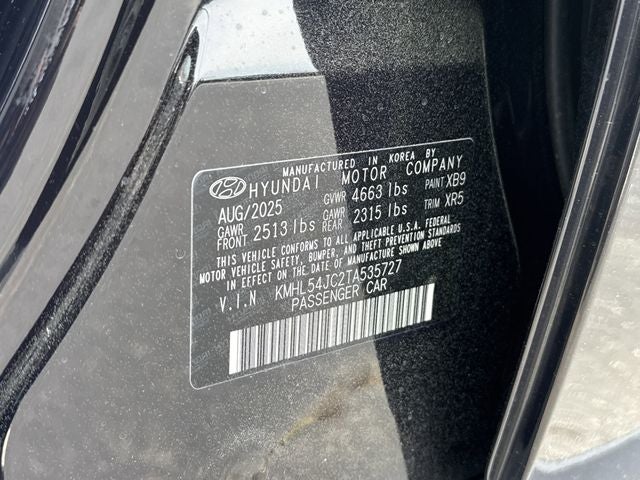 MANUFACTURED IN KOREA BY
HYUNDAI MOTOR COMPANY
AUG/2025 GVWR 4663 lbs PAINT XB9
GAWR FRONT 2513 lbs GAWR REAR 2315 lbs TRIM XR5
THIS VEHICLE CONFORMS TO ALL APPLICABLE U.S.A. FEDERAL
MOTOR VEHICLE SAFETY, BUMPER, AND THEFT PREVENTION STANDARDS
IN EFFECT ON THE DATE OF MANUFACTURE SHOWN ABOVE
V.I.N KMHL54JC2TA535727
PASSENGER CAR